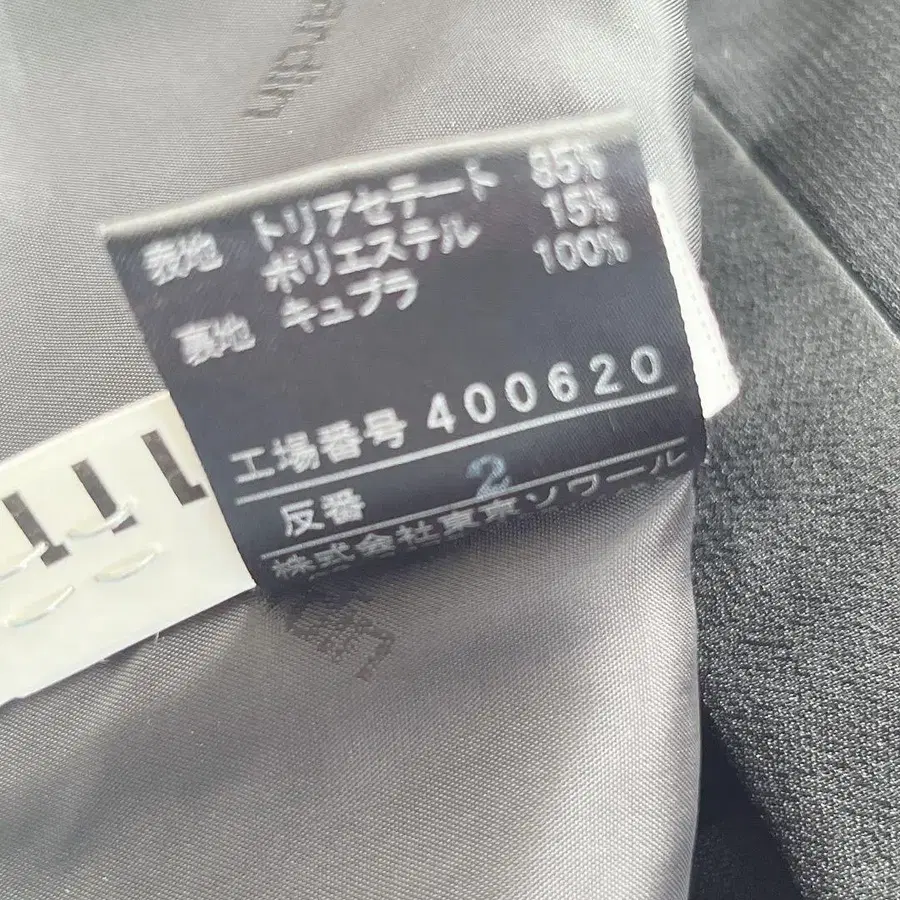 rdin
表地 トリアセテート 85%
ポリエステル 15%
裏地 キュプラ 100%
工場番号 400620
反番 2
株式会社東京ソワール